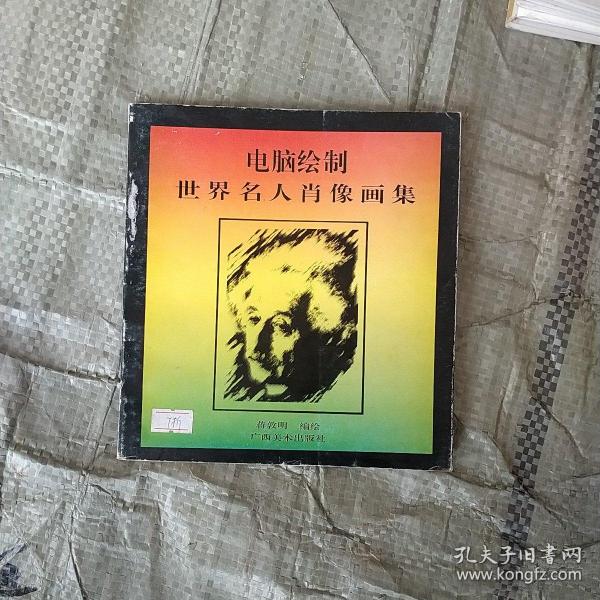 电脑绘制
世界名人肖像画集
蒋敦明 编绘
广西美术出版社
孔夫子旧書网
www.kongfz.com